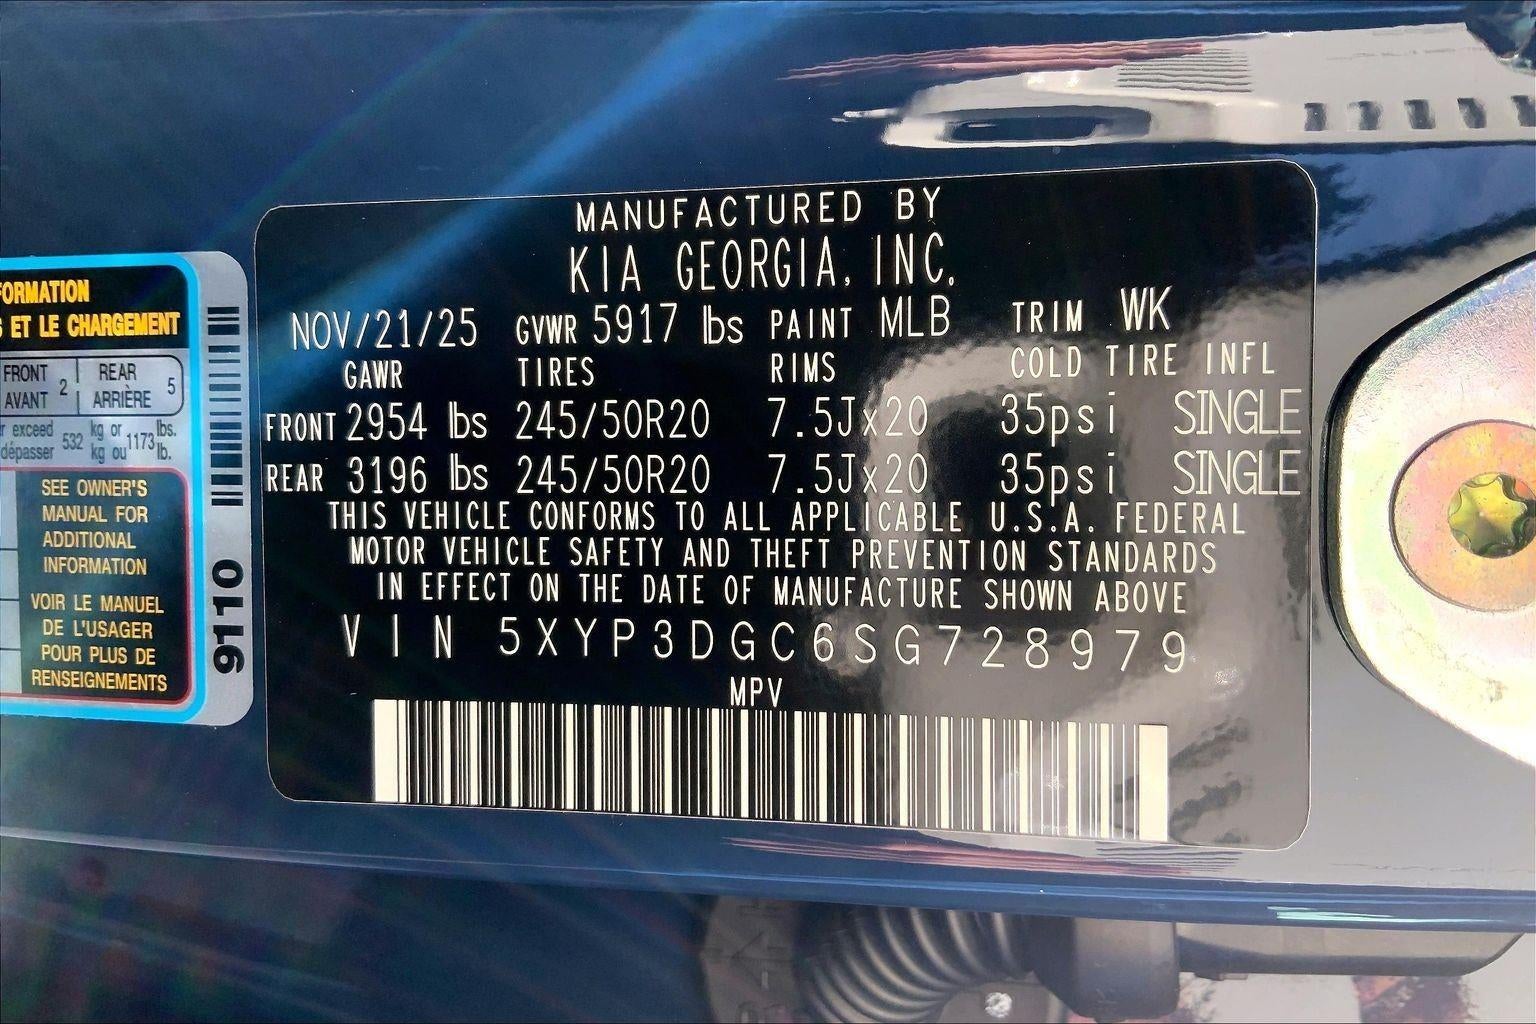 MANUFACTURED BY
KIA GEORGIA, INC.
NOV/21/25 GVWR 5917 lbs PAINT MLB TRIM WK
GAWR TIRES RIMS COLD TIRE INFL
FRONT 2954 lbs 245/50R20 7.5Jx20 35psi SINGLE
REAR 3196 lbs 245/50R20 7.5Jx20 35psi SINGLE
THIS VEHICLE CONFORMS TO ALL APPLICABLE U.S.A. FEDERAL
MOTOR VEHICLE SAFETY AND THEFT PREVENTION STANDARDS
IN EFFECT ON THE DATE OF MANUFACTURE SHOWN ABOVE
VIN 5XYP3DGC6SG728979
MPV
ET LE CHARGEMENT
FRONT 2 REAR 5
AVANT ARRIÈRE
exceed 532 kg or 1173 lbs.
dépasser kg ou lb.
SEE OWNER'S
MANUAL FOR
ADDITIONAL
INFORMATION
VOIR LE MANUEL
DE L'USAGER
POUR PLUS DE
RENSEIGNEMENTS
9110